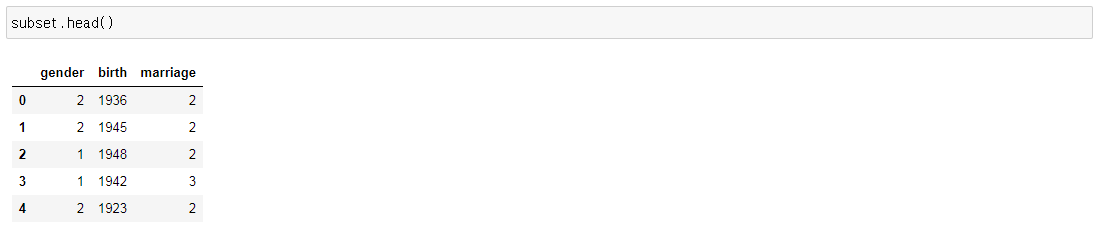 subset.head()
gender birth marriage
0 2 1936 2
1 2 1945 2
2 1 1948 2
3 1 1942 3
4 2 1923 2